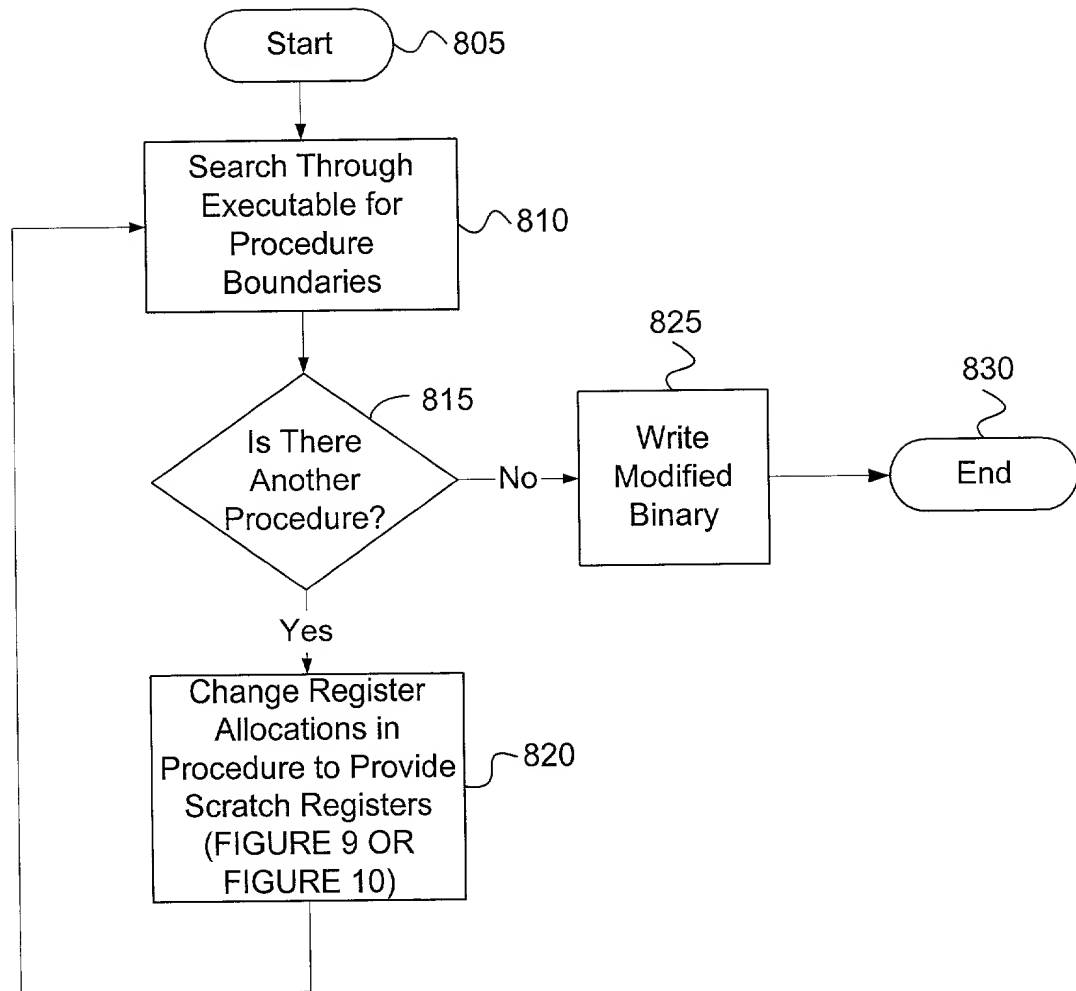 Start
805
Search Through
Executable for
Procedure
Boundaries
810
Is There
Another
Procedure?
815
No
825
Write
Modified
Binary
830
End
Yes
Change Register
Allocations in
Procedure to Provide
Scratch Registers
(FIGURE 9 OR
FIGURE 10)
820